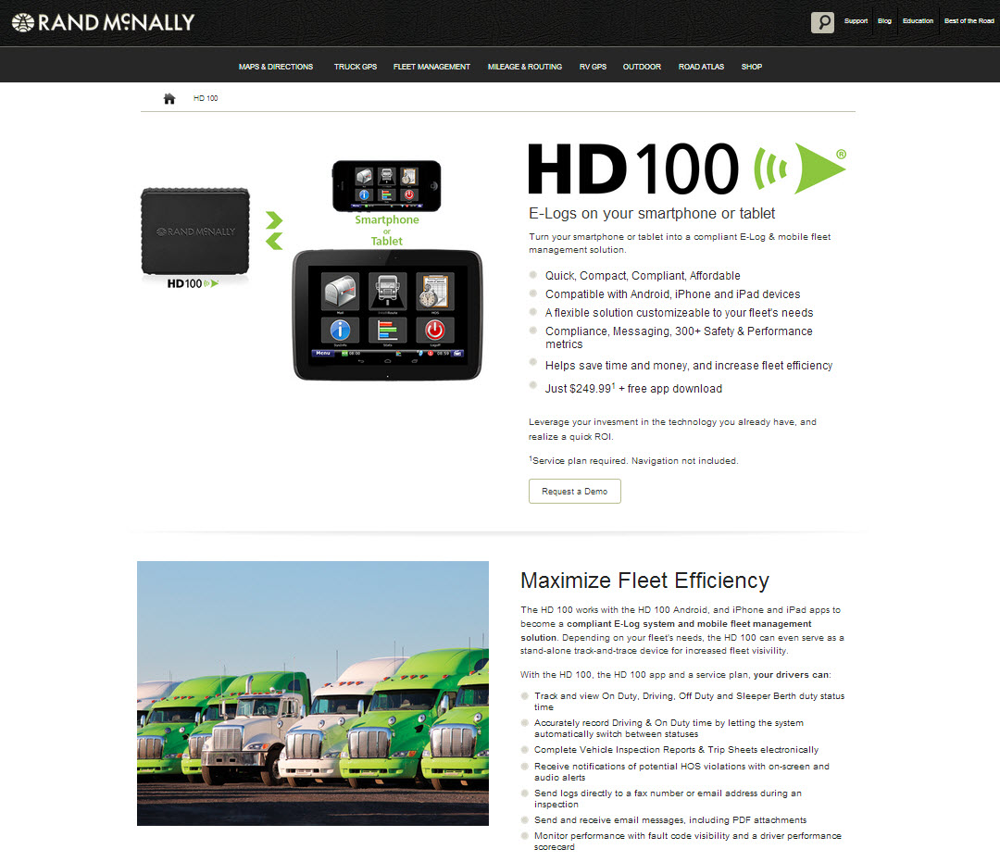 RAND McNALLY
Support
Blog
Education
Best of the Road
MAPS & DIRECTIONS
TRUCK GPS
FLEET MANAGEMENT
MILEAGE & ROUTING
RV GPS
OUTDOOR
ROAD ATLAS
SHOP
HD 100
RAND McNALLY
HD100
Smartphone
or
Tablet
Mail
HOS
SysInfo
Stats
Logoff
Menu
00:00
08:59
HD100®
E-Logs on your smartphone or tablet
Turn your smartphone or tablet into a compliant E-Log & mobile fleet
management solution.
Quick, Compact, Compliant, Affordable
Compatible with Android, iPhone and iPad devices
A flexible solution customizeable to your fleet's needs
Compliance, Messaging, 300+ Safety & Performance
metrics
Helps save time and money, and increase fleet efficiency
Just $249.99¹ + free app download
Leverage your invesment in the technology you already have, and
realize a quick ROI.
¹Service plan required. Navigation not included.
Request a Demo
Maximize Fleet Efficiency
The HD 100 works with the HD 100 Android, and iPhone and iPad apps to
become a compliant E-Log system and mobile fleet management
solution. Depending on your fleet's needs, the HD 100 can even serve as a
stand-alone track-and-trace device for increased fleet visivility.
With the HD 100, the HD 100 app and a service plan, your drivers can:
Track and view On Duty, Driving, Off Duty and Sleeper Berth duty status
time
Accurately record Driving & On Duty time by letting the system
automatically switch between statuses
Complete Vehicle Inspection Reports & Trip Sheets electronically
Receive notifications of potential HOS violations with on-screen and
audio alerts
Send logs directly to a fax number or email address during an
inspection
Send and receive email messages, including PDF attachments
Monitor performance with fault code visibility and a driver performance
scorecard